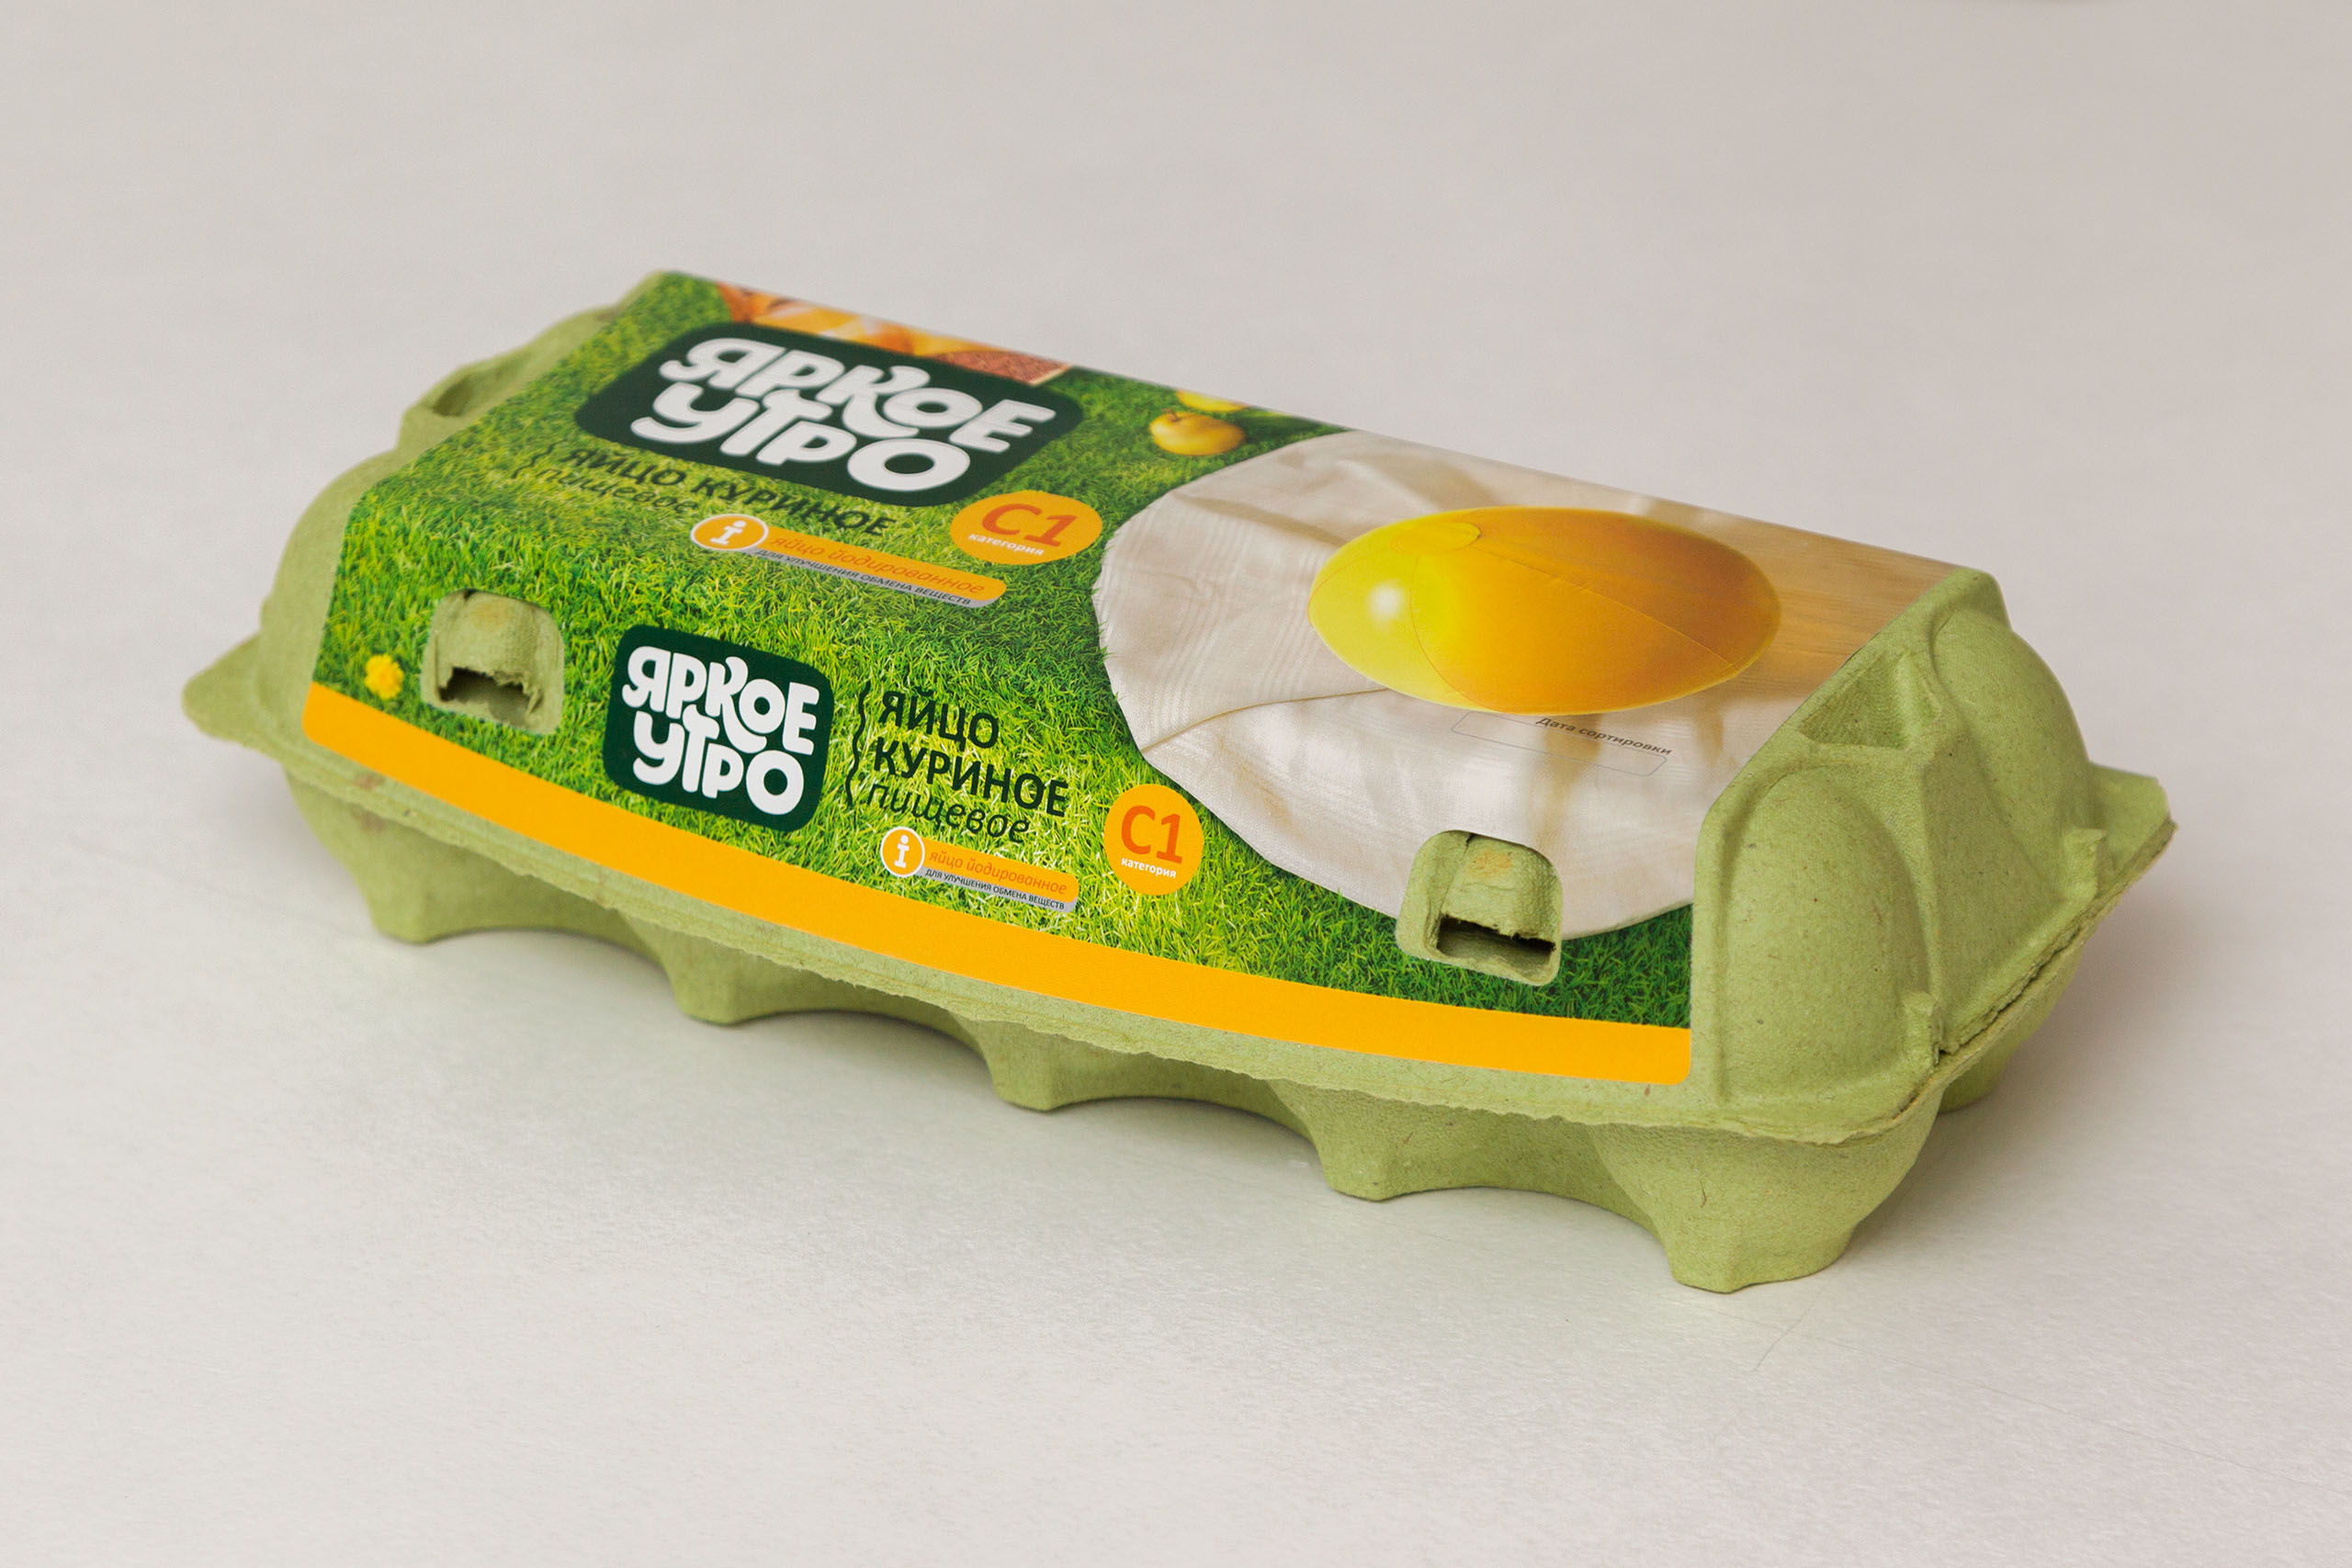 ЯРКОЕ
УТРО
ЯЙЦО КУРИНОЕ
пищевое
С1
категория
i
яйцо йодированное
ДЛЯ УЛУЧШЕНИЯ ОБМЕНА ВЕЩЕСТВ
Дата сортировки
ЯРКОЕ
УТРО
ЯЙЦО
КУРИНОЕ
пищевое
С1
категория
i
яйцо йодированное
ДЛЯ УЛУЧШЕНИЯ ОБМЕНА ВЕЩЕСТВ